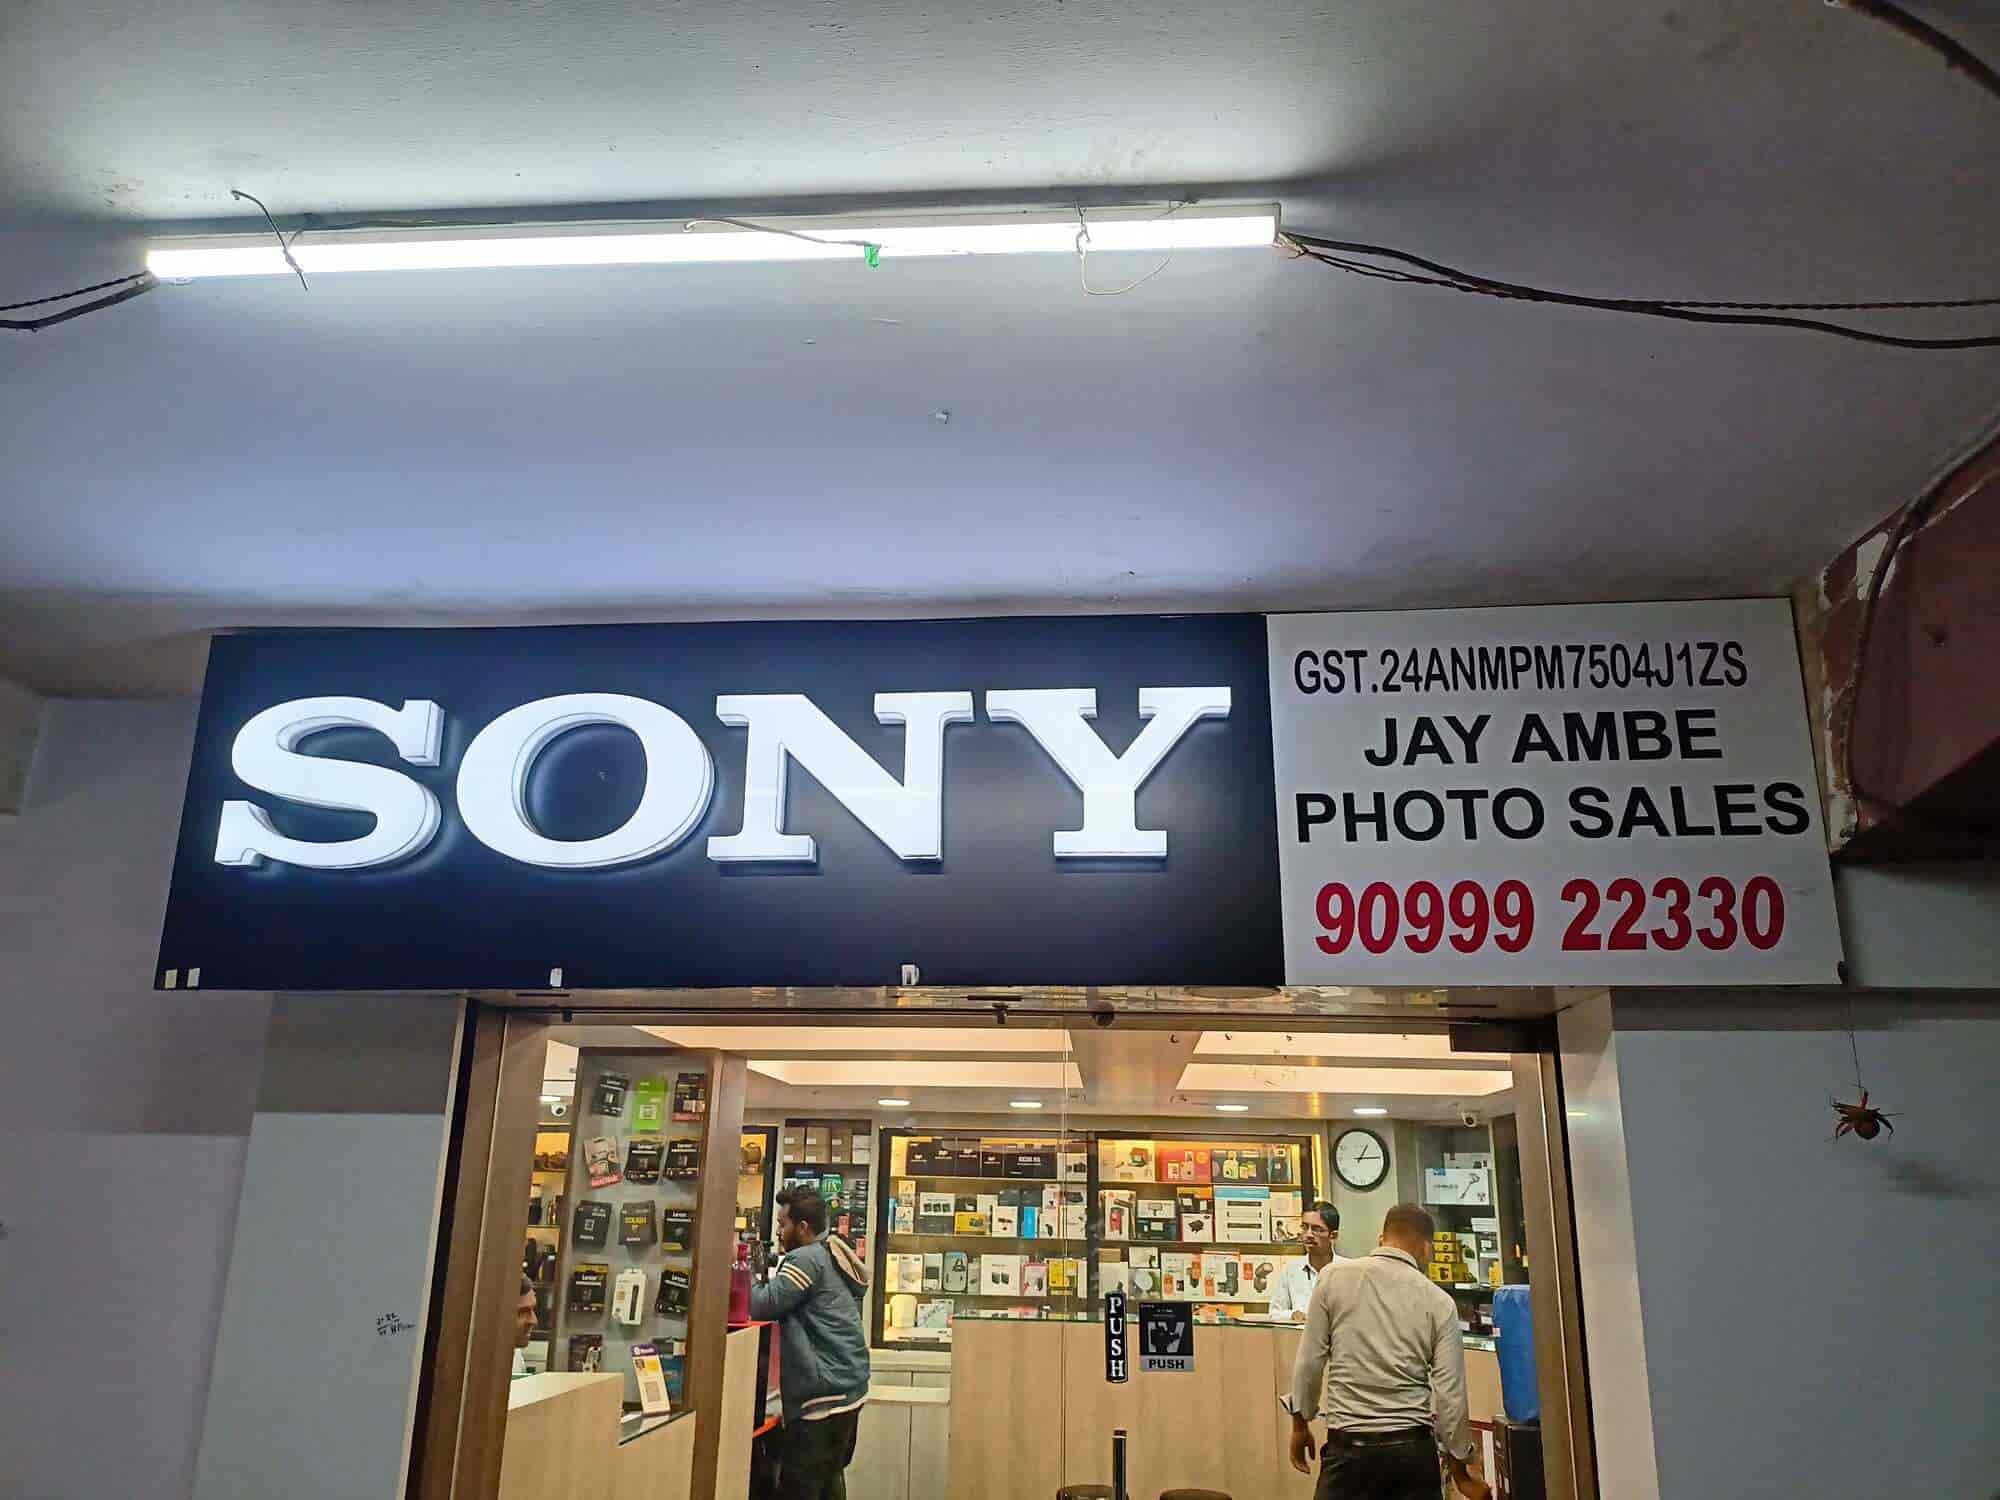 SONY
GST.24ANMPM7504J1ZS
JAY AMBE
PHOTO SALES
90999 22330
PUSH
PUSH